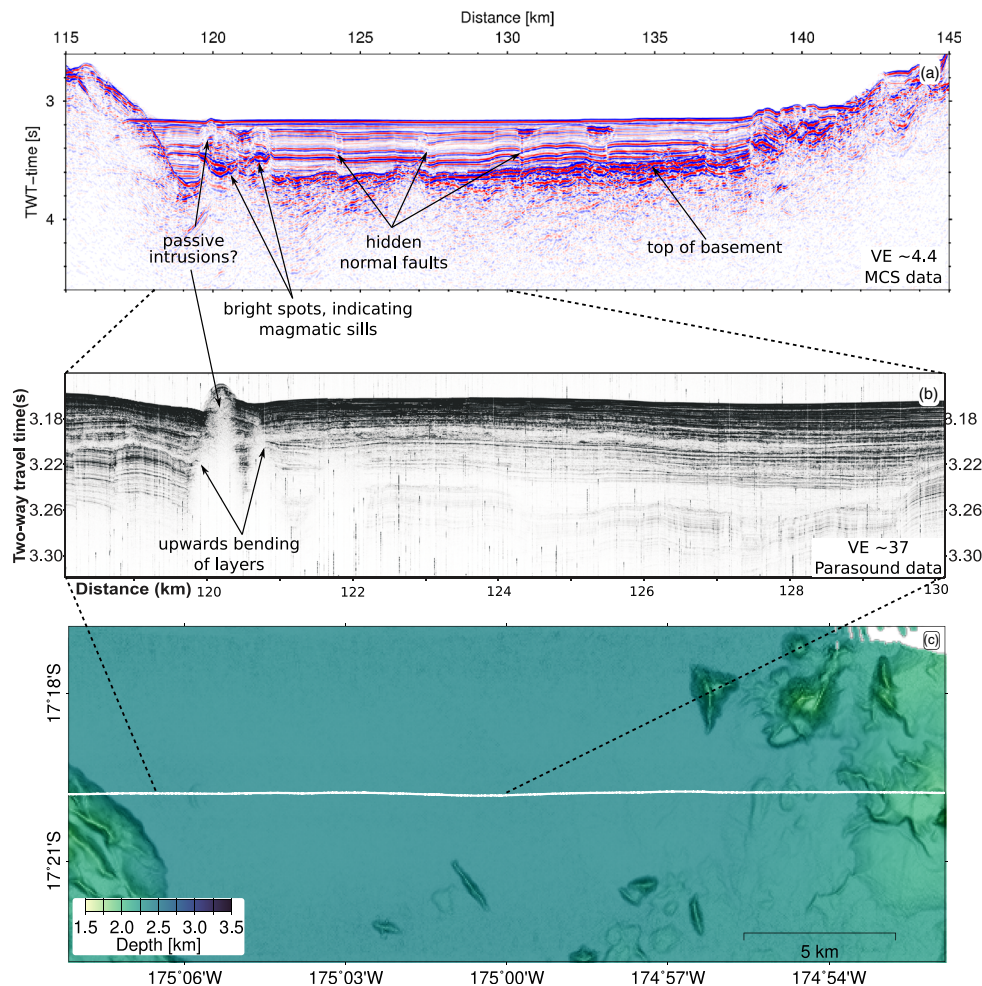 Distance [km]
115 120 125 130 135 140 145
(a)
3
TWT–time [s]
4
passive
intrusions?
hidden
normal faults
top of basement
VE ~4.4
MCS data
bright spots, indicating
magmatic sills
(b)
Two-way travel time(s)
3.18 3.18
3.22 3.22
3.26 3.26
3.30 3.30
upwards bending
of layers
VE ~37
Parasound data
Distance (km) 120 122 124 126 128 130
(c)
17°18'S
17°21'S
1.5 2.0 2.5 3.0 3.5
Depth [km]
5 km
175°06'W 175°03'W 175°00'W 174°57'W 174°54'W